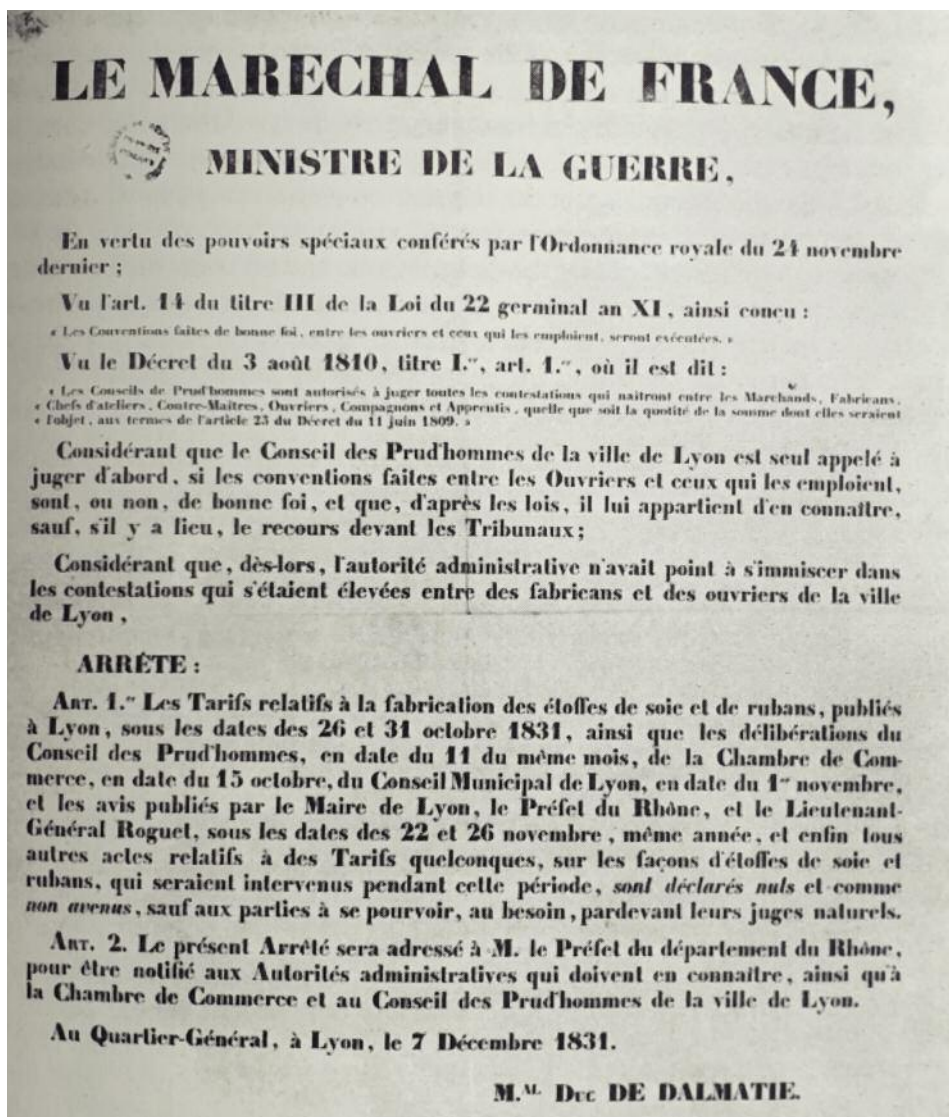 LE MARECHAL DE FRANCE,
MINISTRE DE LA GUERRE,
En vertu des pouvoirs spéciaux conférés par l'Ordonnance royale du 24 novembre
dernier ;
Vu l'art. 14 du titre III de la Loi du 22 germinal an XI, ainsi conçu :
« Les Conventions faites de bonne foi, entre les ouvriers et ceux qui les emploient, seront exécutées. »
Vu le Décret du 3 août 1810, titre I.er, art. 1.er, où il est dit :
« Les Conseils de Prud'hommes sont autorisés à juger toutes les contestations qui naîtront entre les Marchands, Fabricans,
« Chefs d'ateliers, Contre-Maîtres, Ouvriers, Compagnons et Apprentis, quelle que soit la quotité de la somme dont elles seraient
« l'objet, aux termes de l'article 23 du Décret du 11 juin 1809. »
Considérant que le Conseil des Prud'hommes de la ville de Lyon est seul appelé à
juger d'abord, si les conventions faites entre les Ouvriers et ceux qui les emploient,
sont, ou non, de bonne foi, et que, d'après les lois, il lui appartient d'en connaître,
sauf, s'il y a lieu, le recours devant les Tribunaux;
Considérant que, dès-lors, l'autorité administrative n'avait point à s'immiscer dans
les contestations qui s'étaient élevées entre des fabricans et des ouvriers de la ville
de Lyon,
ARRÊTE :
ART. 1.er Les Tarifs relatifs à la fabrication des étoffes de soie et de rubans, publiés
à Lyon, sous les dates des 26 et 31 octobre 1831, ainsi que les délibérations du
Conseil des Prud'hommes, en date du 11 du même mois, de la Chambre de Com-
merce, en date du 15 octobre, du Conseil Municipal de Lyon, en date du 1er novembre,
et les avis publiés par le Maire de Lyon, le Préfet du Rhône, et le Lieutenant-
Général Roguet, sous les dates des 22 et 26 novembre, même année, et enfin tous
autres actes relatifs à des Tarifs quelconques, sur les façons d'étoffes de soie et
rubans, qui seraient intervenus pendant cette période, sont déclarés nuls et comme
non avenus, sauf aux parties à se pourvoir, au besoin, pardevant leurs juges naturels.
ART. 2. Le présent Arrêté sera adressé à M. le Préfet du département du Rhône,
pour être notifié aux Autorités administratives qui doivent en connaître, ainsi qu'à
la Chambre de Commerce et au Conseil des Prud'hommes de la ville de Lyon.
Au Quartier-Général, à Lyon, le 7 Décembre 1831.
M.AL DUC DE DALMATIE.